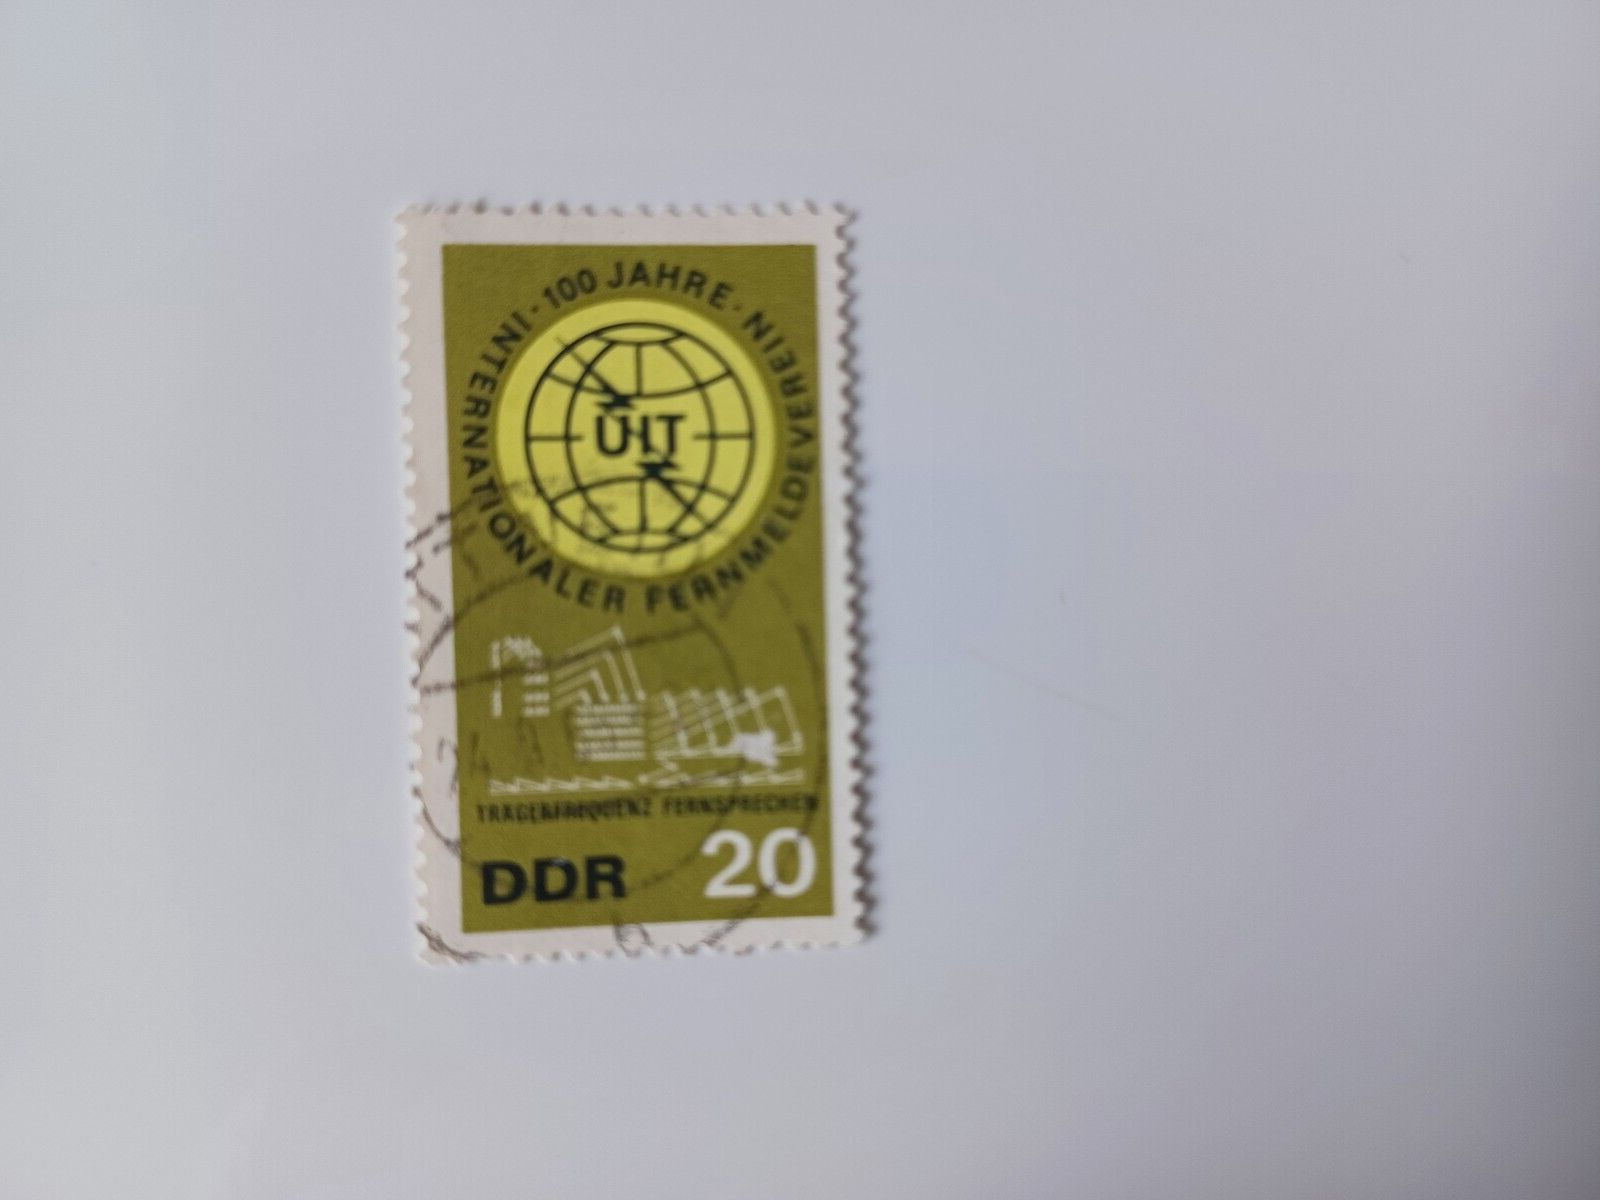 100 JAHRE · INTERNATIONALER FERNMELDEVEREIN ·
UIT
TRÄGERFREQUENZ FERNSPRECHEN
DDR 20